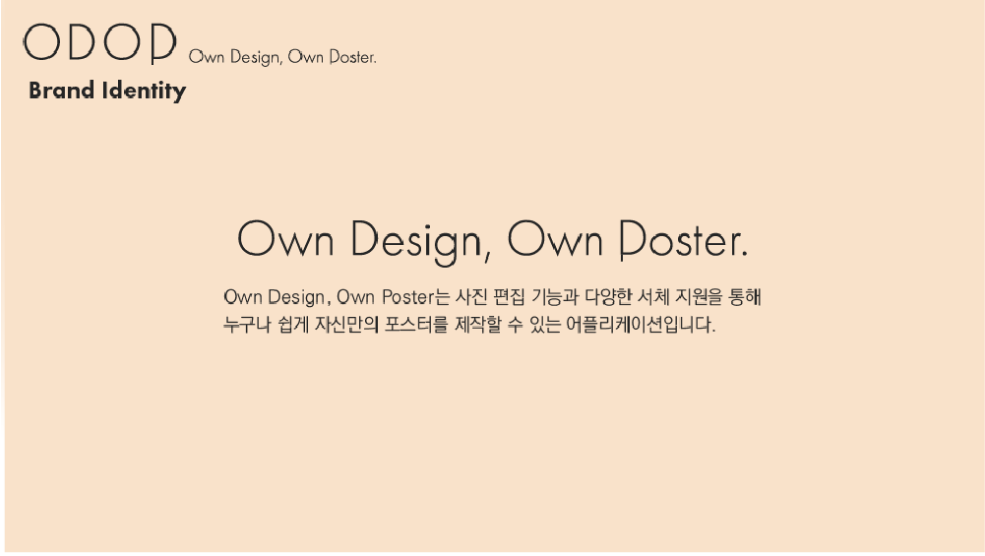 ODOP Own Design, Own Poster.
Brand Identity
Own Design, Own Poster.
Own Design, Own Poster는 사진 편집 기능과 다양한 서체 지원을 통해
누구나 쉽게 자신만의 포스터를 제작할 수 있는 어플리케이션입니다.